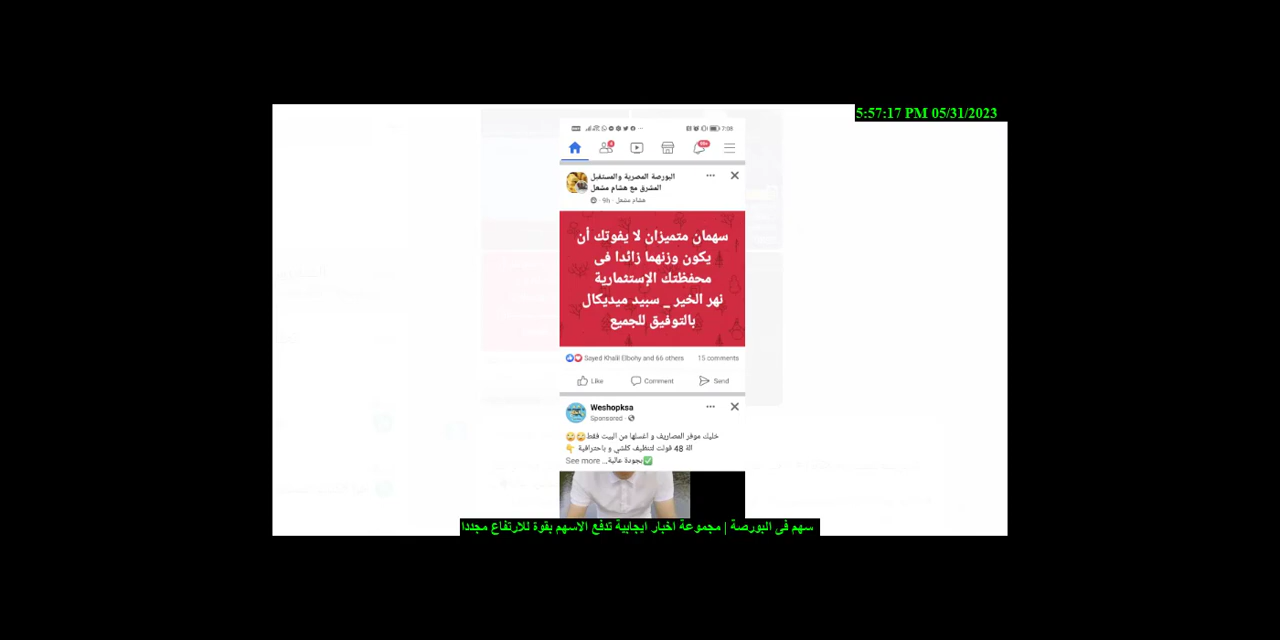 5:57:17 PM 05/31/2023
7:08
البورصة المصرية والمستقبل
المشرق مع هشام مشعل
هشام مشعل · 9h
سهمان متميزان لا يفوتك أن
يكون وزنهما زائدا فى
محفظتك الإستثمارية
نهر الخير _ سبيد ميديكال
بالتوفيق للجميع
Sayed Khalil Elbohy and 66 others 15 comments
Like Comment Send
Weshopksa
Sponsored
خليك موفر المصاريف و اغسلها من البيت فقط
الة 48 فولت لتنظيف كلشي و باحترافية
بجودة عالية... See more
سهم فى البورصة | مجموعة اخبار ايجابية تدفع الاسهم بقوة للارتفاع مجددا